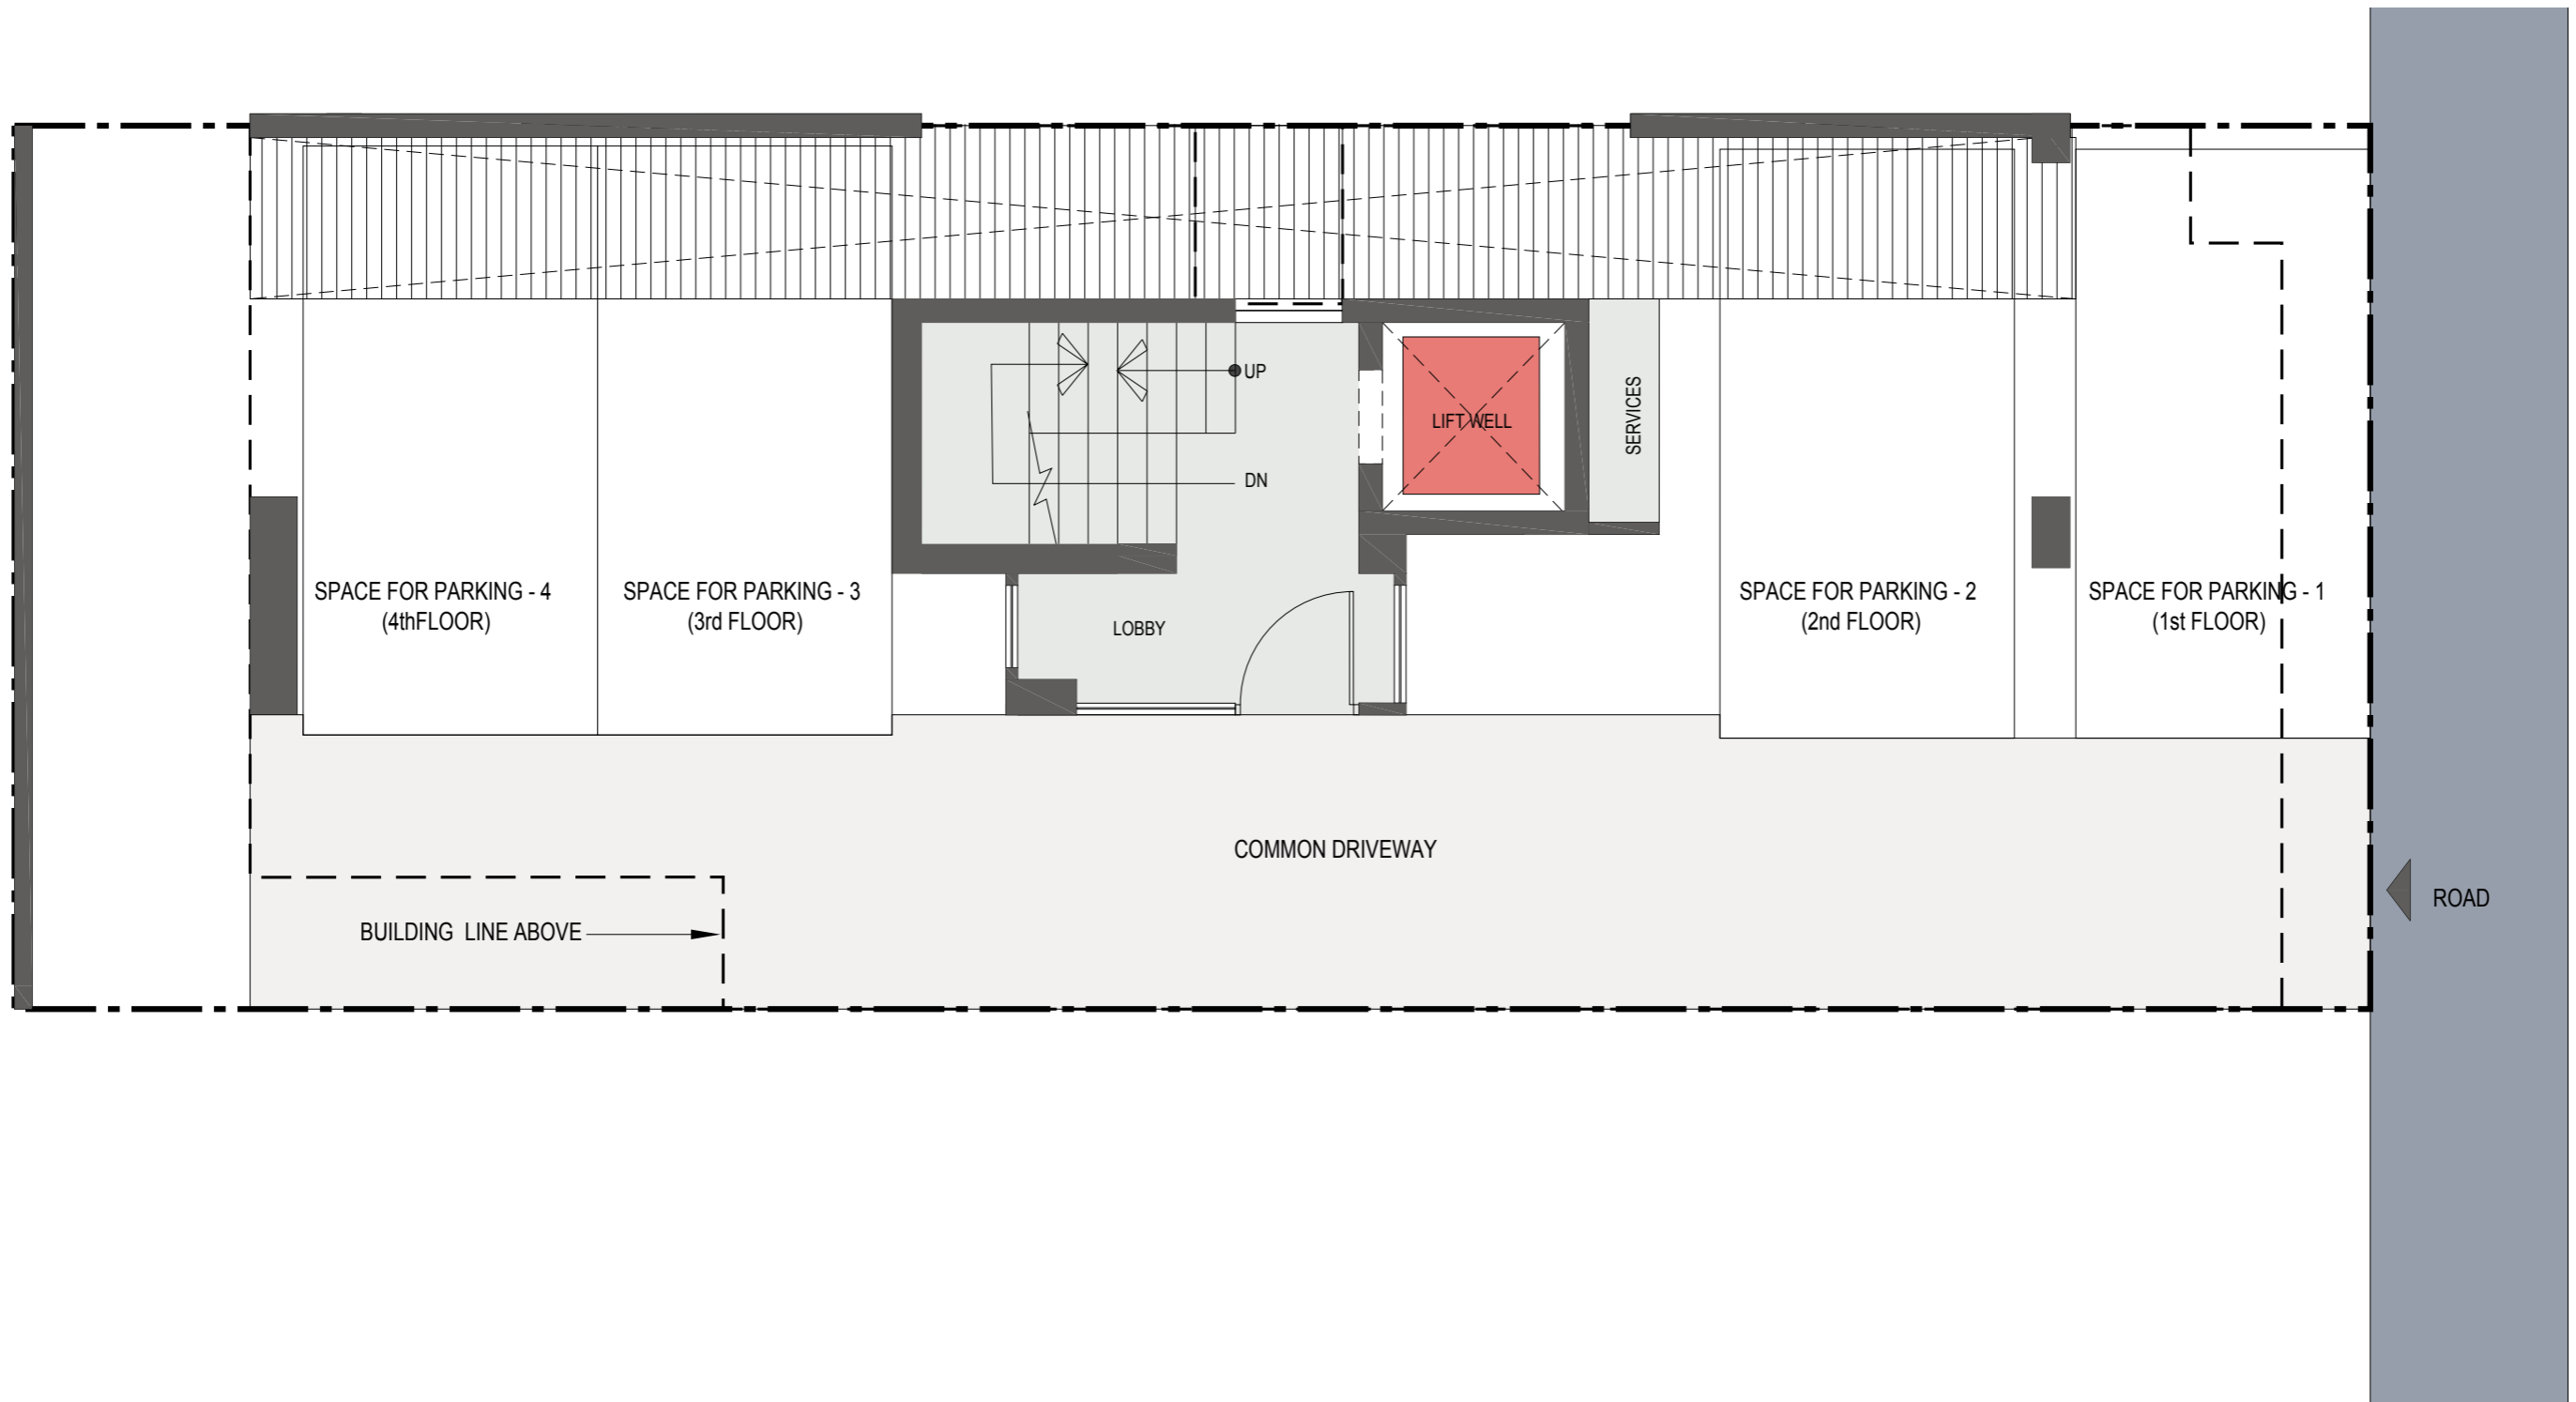 UP
LIFT WELL
SERVICES
DN
SPACE FOR PARKING - 4
(4thFLOOR)
SPACE FOR PARKING - 3
(3rd FLOOR)
LOBBY
SPACE FOR PARKING - 2
(2nd FLOOR)
SPACE FOR PARKING - 1
(1st FLOOR)
COMMON DRIVEWAY
ROAD
BUILDING LINE ABOVE